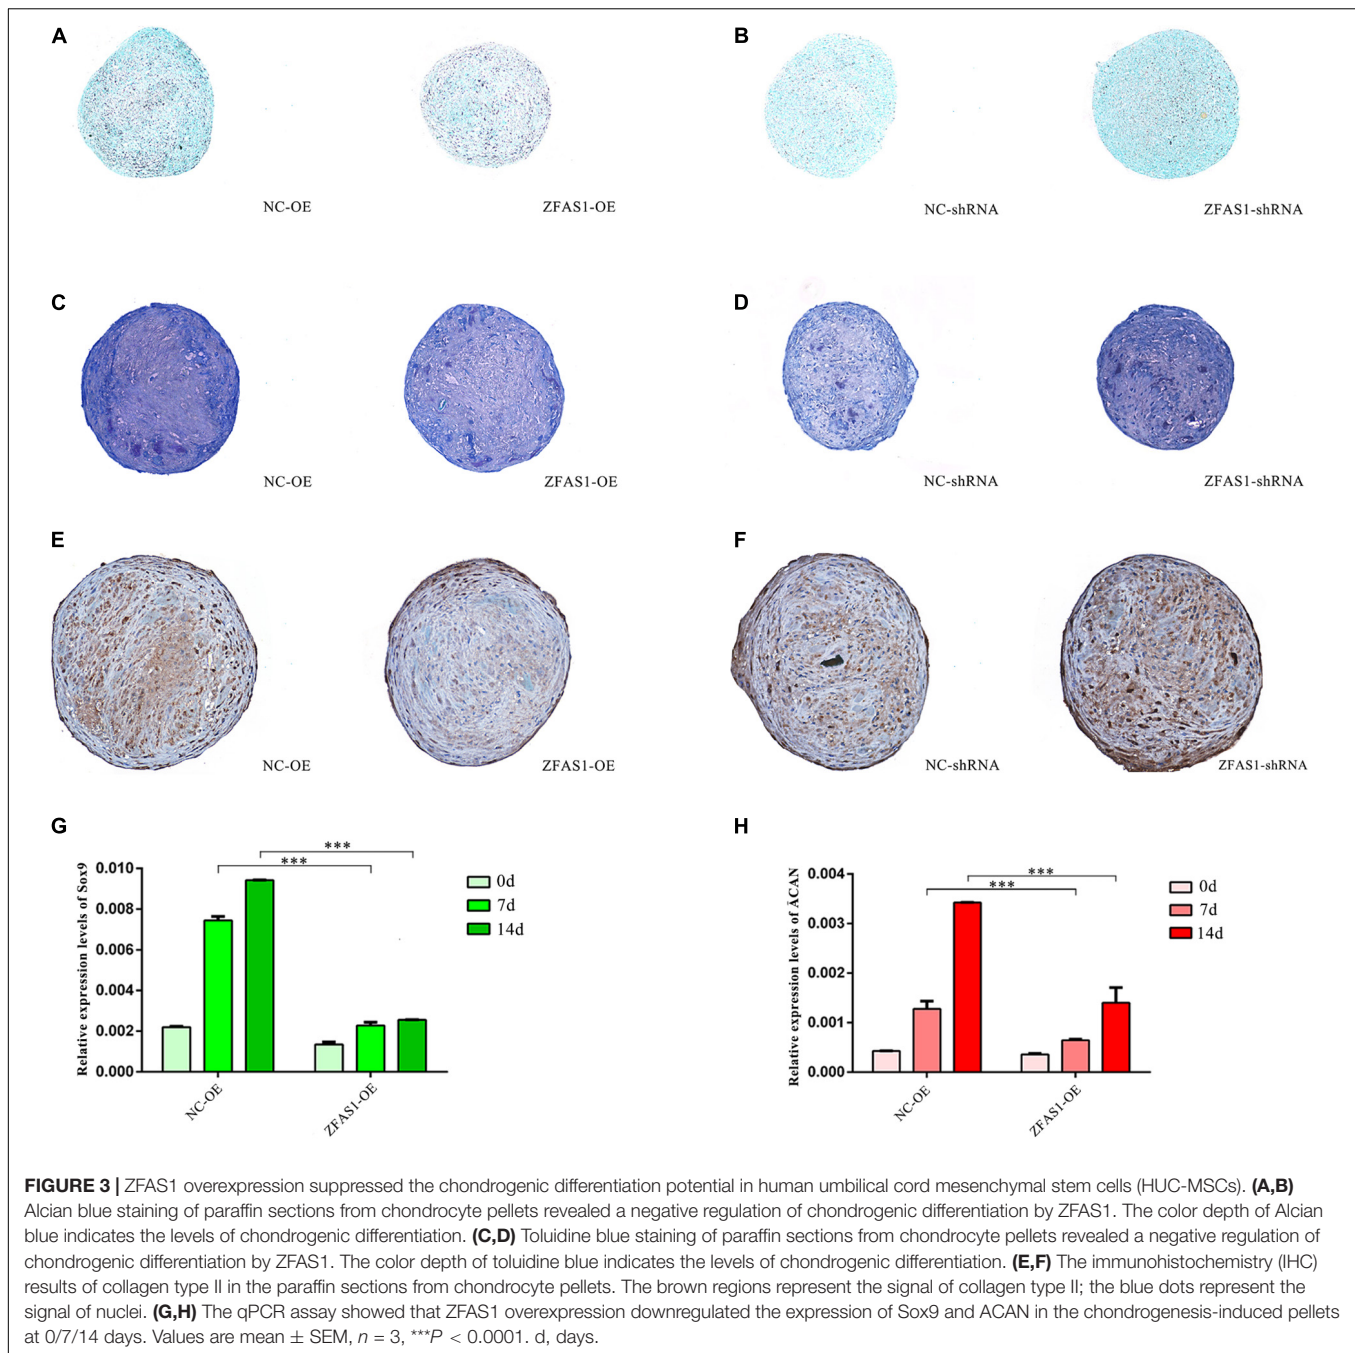 A
B
NC-OE
ZFAS1-OE
NC-shRNA
ZFAS1-shRNA
C
D
NC-OE
ZFAS1-OE
NC-shRNA
ZFAS1-shRNA
E
F
NC-OE
ZFAS1-OE
NC-shRNA
ZFAS1-shRNA
G
Relative expression levels of Sox9
0.010
0.008
0.006
0.004
0.002
0.000
***
***
0d
7d
14d
NC-OE
ZFAS1-OE
H
Relative expression levels of ĀCAN
0.004
0.003
0.002
0.001
0.000
***
***
0d
7d
14d
NC-OE
ZFAS1-OE
FIGURE 3 | ZFAS1 overexpression suppressed the chondrogenic differentiation potential in human umbilical cord mesenchymal stem cells (HUC-MSCs). (A,B)
Alcian blue staining of paraffin sections from chondrocyte pellets revealed a negative regulation of chondrogenic differentiation by ZFAS1. The color depth of Alcian
blue indicates the levels of chondrogenic differentiation. (C,D) Toluidine blue staining of paraffin sections from chondrocyte pellets revealed a negative regulation of
chondrogenic differentiation by ZFAS1. The color depth of toluidine blue indicates the levels of chondrogenic differentiation. (E,F) The immunohistochemistry (IHC)
results of collagen type II in the paraffin sections from chondrocyte pellets. The brown regions represent the signal of collagen type II; the blue dots represent the
signal of nuclei. (G,H) The qPCR assay showed that ZFAS1 overexpression downregulated the expression of Sox9 and ACAN in the chondrogenesis-induced pellets
at 0/7/14 days. Values are mean ± SEM, n = 3, ***P < 0.0001. d, days.